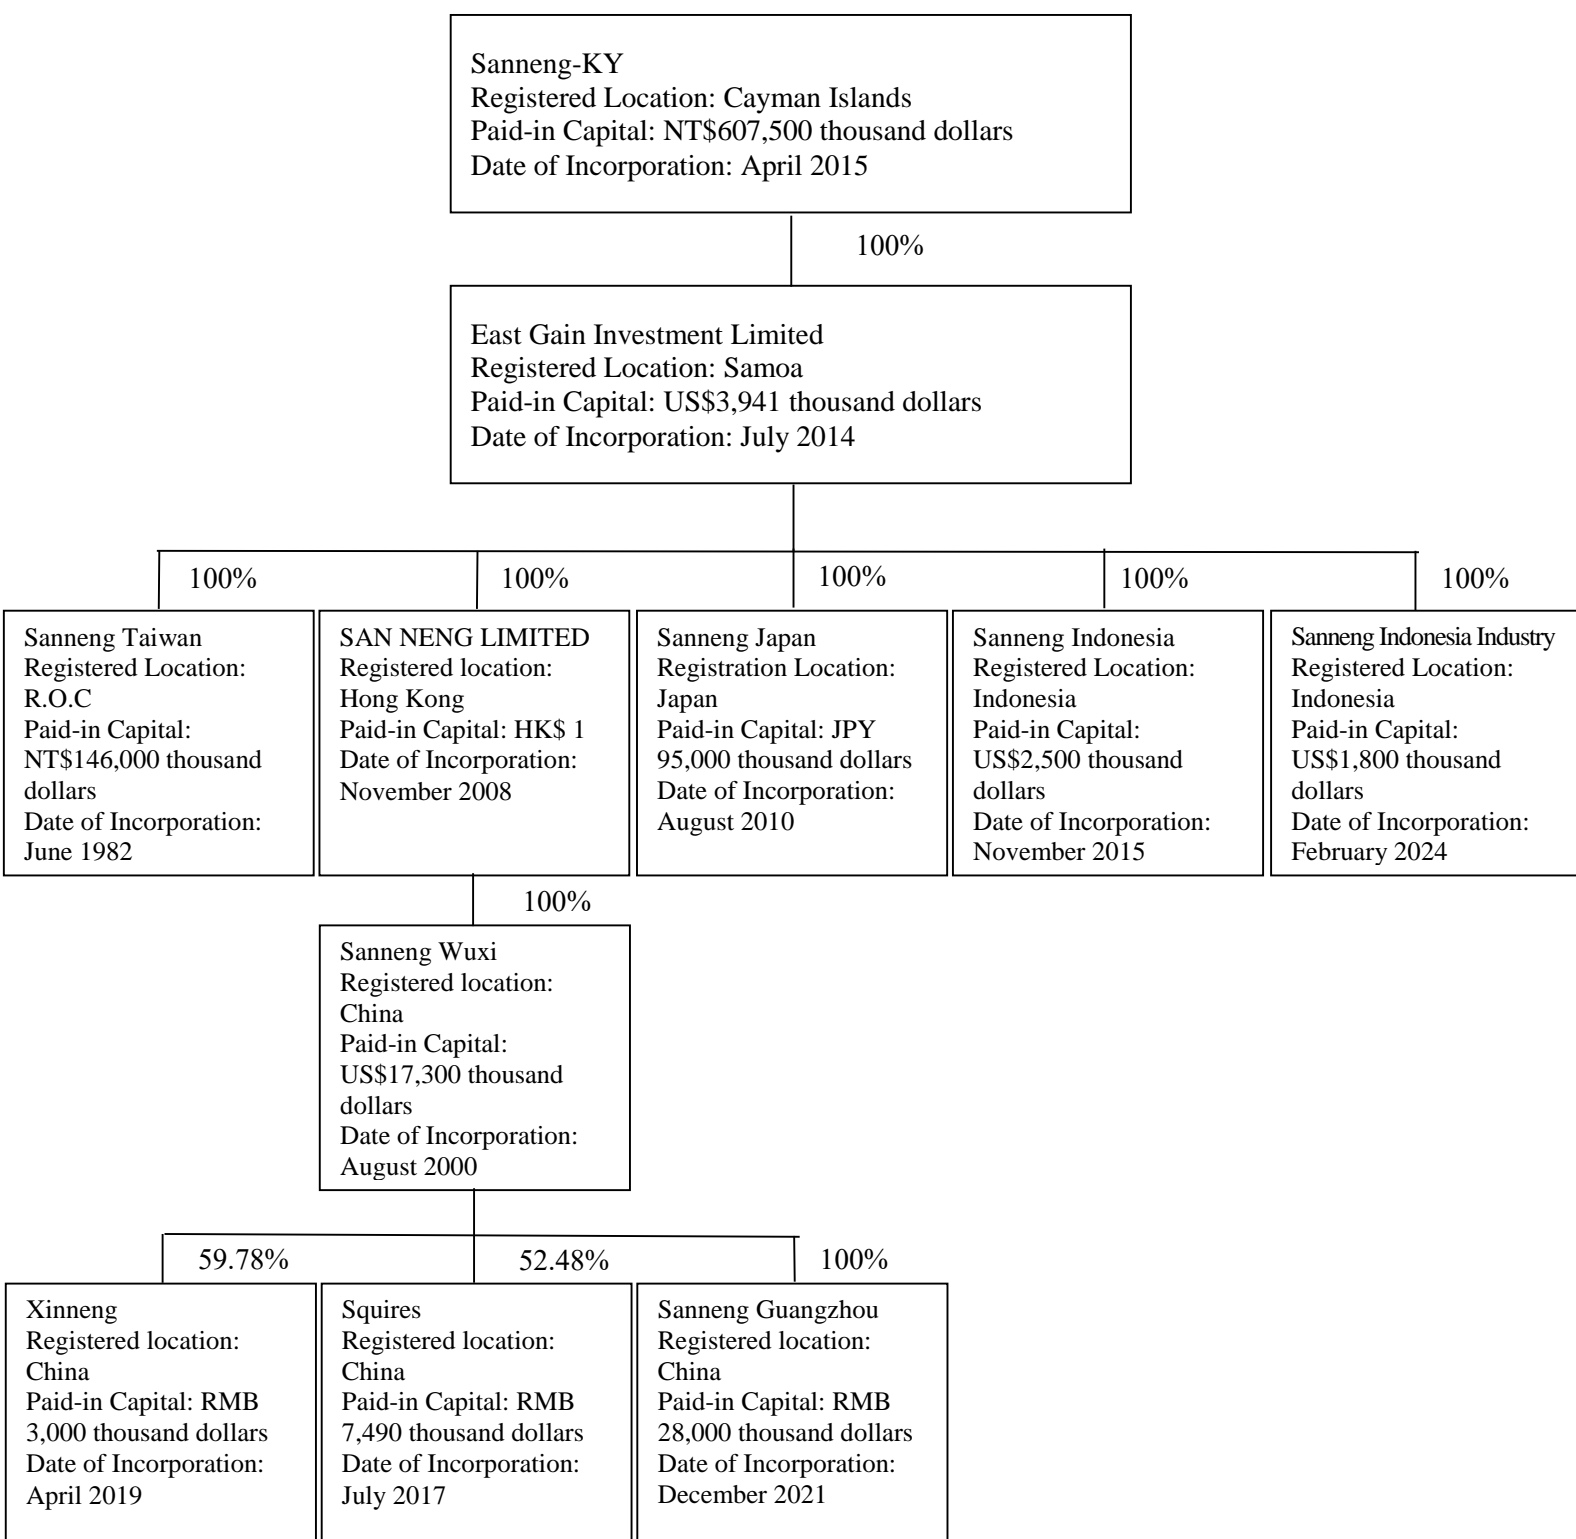 Sanneng-KY
Registered Location: Cayman Islands
Paid-in Capital: NT$607,500 thousand dollars
Date of Incorporation: April 2015
100%
East Gain Investment Limited
Registered Location: Samoa
Paid-in Capital: US$3,941 thousand dollars
Date of Incorporation: July 2014
100%
100%
100%
100%
100%
Sanneng Taiwan
Registered Location:
R.O.C
Paid-in Capital:
NT$146,000 thousand
dollars
Date of Incorporation:
June 1982
SAN NENG LIMITED
Registered location:
Hong Kong
Paid-in Capital: HK$ 1
Date of Incorporation:
November 2008
Sanneng Japan
Registration Location:
Japan
Paid-in Capital: JPY
95,000 thousand dollars
Date of Incorporation:
August 2010
Sanneng Indonesia
Registered Location:
Indonesia
Paid-in Capital:
US$2,500 thousand
dollars
Date of Incorporation:
November 2015
Sanneng Indonesia Industry
Registered Location:
Indonesia
Paid-in Capital:
US$1,800 thousand
dollars
Date of Incorporation:
February 2024
100%
Sanneng Wuxi
Registered location:
China
Paid-in Capital:
US$17,300 thousand
dollars
Date of Incorporation:
August 2000
59.78%
52.48%
100%
Xinneng
Registered location:
China
Paid-in Capital: RMB
3,000 thousand dollars
Date of Incorporation:
April 2019
Squires
Registered location:
China
Paid-in Capital: RMB
7,490 thousand dollars
Date of Incorporation:
July 2017
Sanneng Guangzhou
Registered location:
China
Paid-in Capital: RMB
28,000 thousand dollars
Date of Incorporation:
December 2021